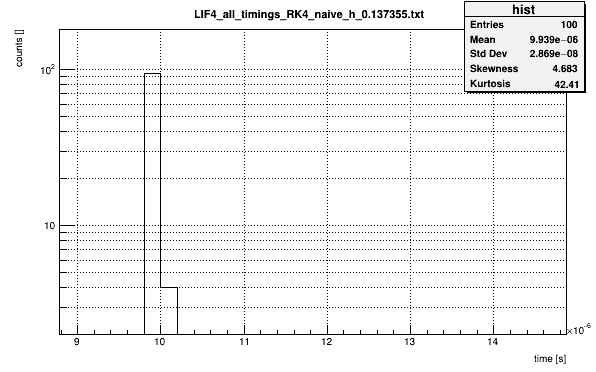 LIF4_all_timings_RK4_naive_h_0.137355.txt
hist
Entries 100
Mean 9.939e−06
Std Dev 2.869e−08
Skewness 4.683
Kurtosis 42.41
counts []
10²
10
9 10 11 12 13 14
×10⁻⁶
time [s]